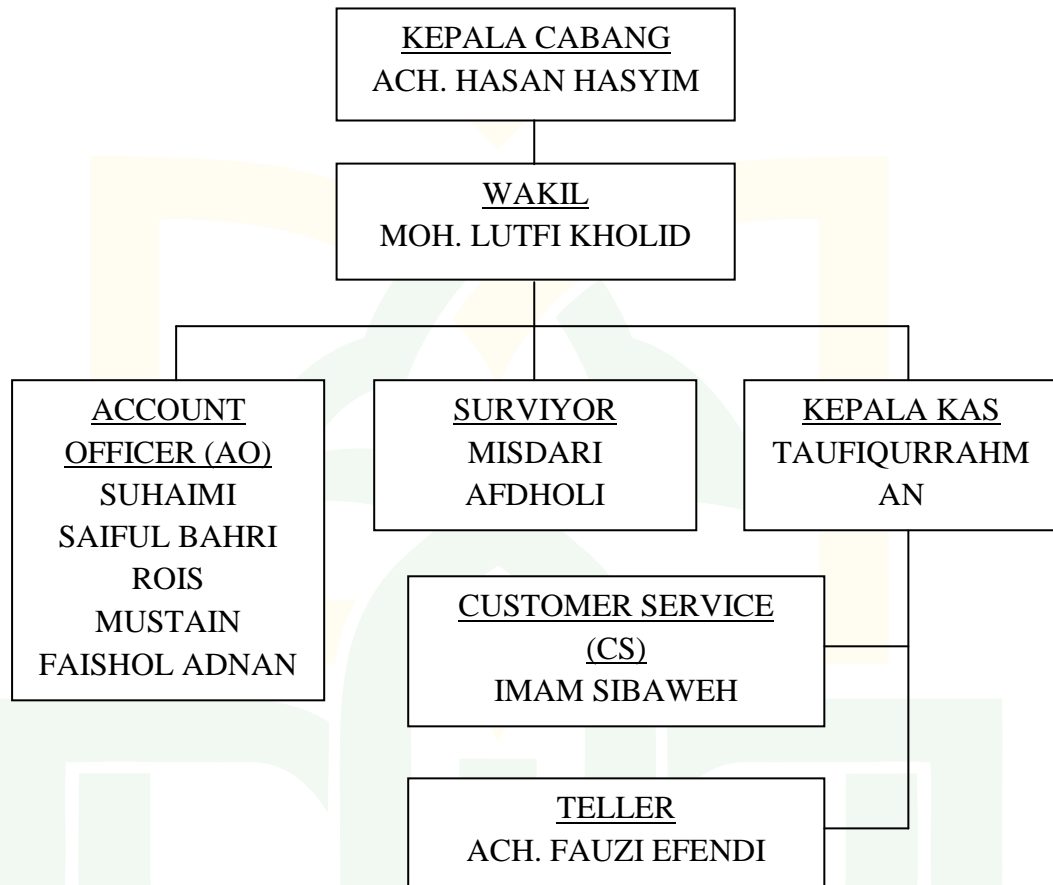 KEPALA CABANG
ACH. HASAN HASYIM
WAKIL
MOH. LUTFI KHOLID
ACCOUNT
OFFICER (AO)
SUHAIMI
SAIFUL BAHRI
ROIS
MUSTAIN
FAISHOL ADNAN
SURVIYOR
MISDARI
AFDHOLI
KEPALA KAS
TAUFIQURRAHM
AN
CUSTOMER SERVICE
(CS)
IMAM SIBAWEH
TELLER
ACH. FAUZI EFENDI